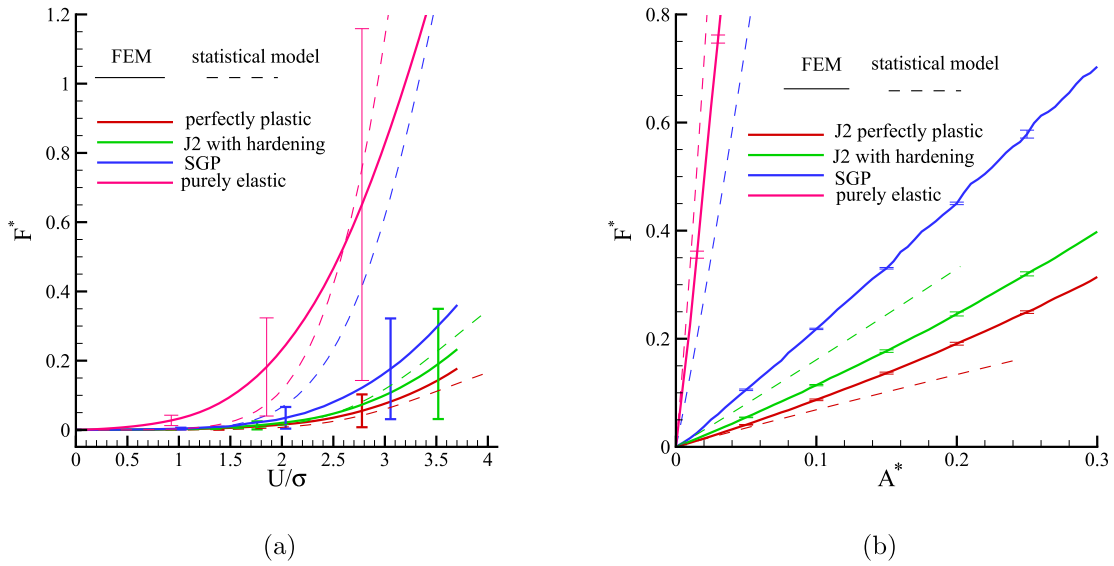 1.2
1
0.8
0.6
0.4
0.2
0
F*
FEM
statistical model
perfectly plastic
J2 with hardening
SGP
purely elastic
0 0.5 1 1.5 2 2.5 3 3.5 4
U/σ
(a)
0.8
0.6
0.4
0.2
0
F*
FEM
statistical model
J2 perfectly plastic
J2 with hardening
SGP
purely elastic
0 0.1 0.2 0.3
A*
(b)